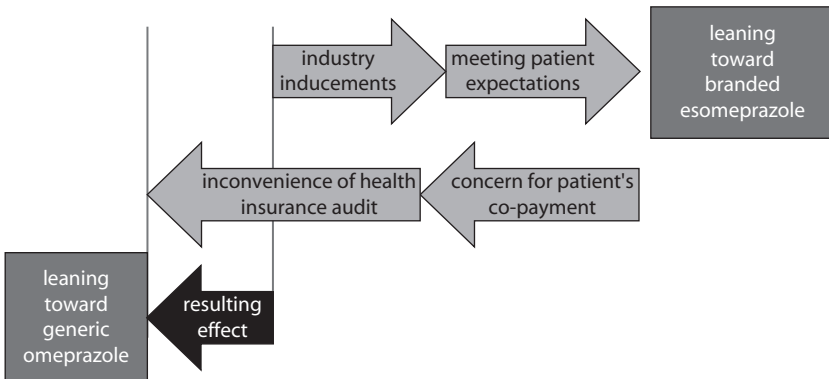 industry
inducements
meeting patient
expectations
leaning
toward
branded
esomeprazole
inconvenience of health
insurance audit
concern for patient's
co-payment
leaning
toward
generic
omeprazole
resulting
effect